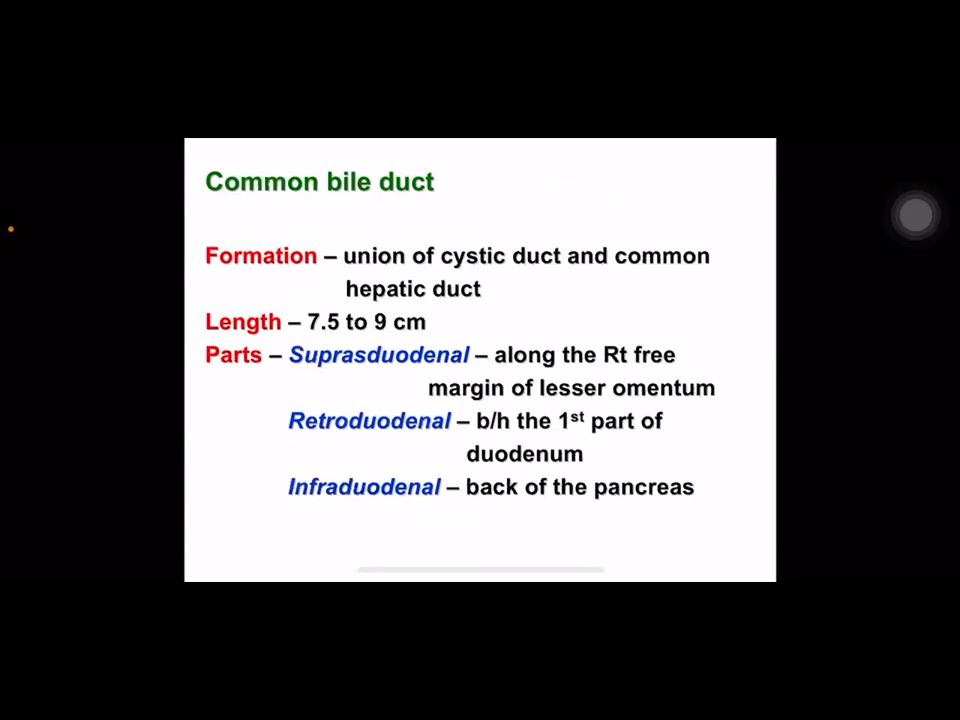 Common bile duct
Formation – union of cystic duct and common
hepatic duct
Length – 7.5 to 9 cm
Parts – Suprasduodenal – along the Rt free
margin of lesser omentum
Retroduodenal – b/h the 1st part of
duodenum
Infraduodenal – back of the pancreas